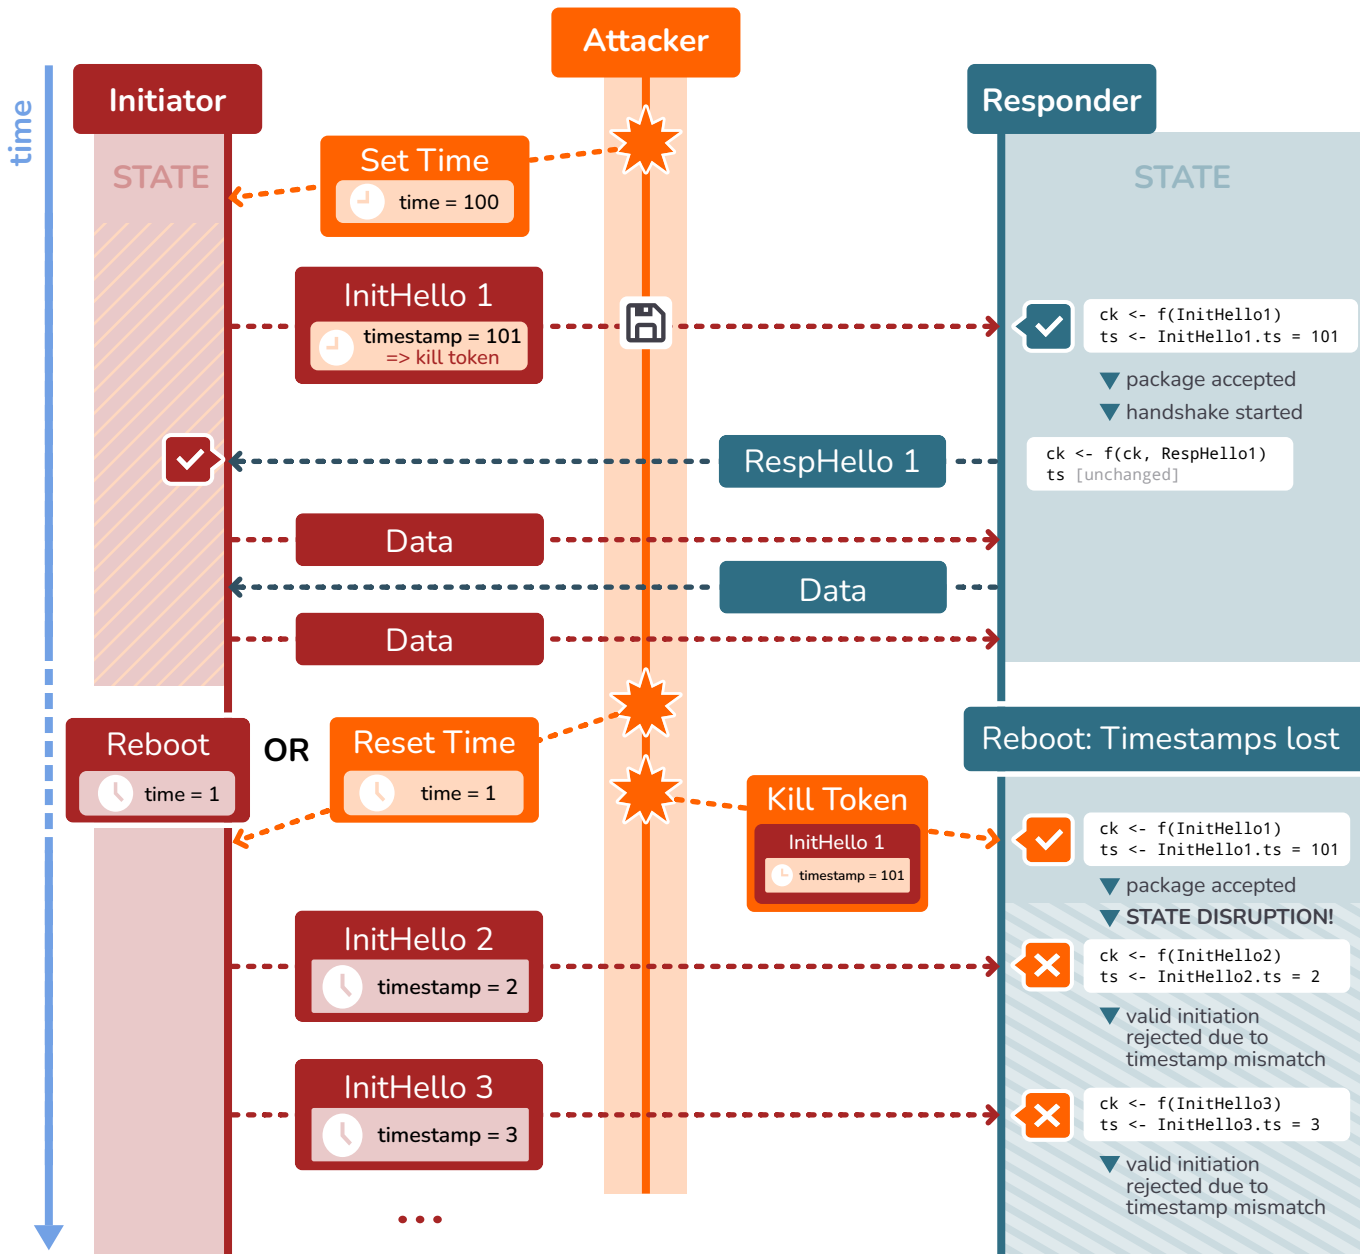 Attacker
Initiator
Responder
time
STATE
STATE
Set Time
time = 100
InitHello 1
timestamp = 101
=> kill token
ck <- f(InitHello1)
ts <- InitHello1.ts = 101
package accepted
handshake started
RespHello 1
ck <- f(ck, RespHello1)
ts [unchanged]
Data
Data
Data
Reboot
time = 1
OR
Reset Time
time = 1
Reboot: Timestamps lost
Kill Token
InitHello 1
timestamp = 101
ck <- f(InitHello1)
ts <- InitHello1.ts = 101
package accepted
STATE DISRUPTION!
InitHello 2
timestamp = 2
ck <- f(InitHello2)
ts <- InitHello2.ts = 2
valid initiation
rejected due to
timestamp mismatch
InitHello 3
timestamp = 3
ck <- f(InitHello3)
ts <- InitHello3.ts = 3
valid initiation
rejected due to
timestamp mismatch
...